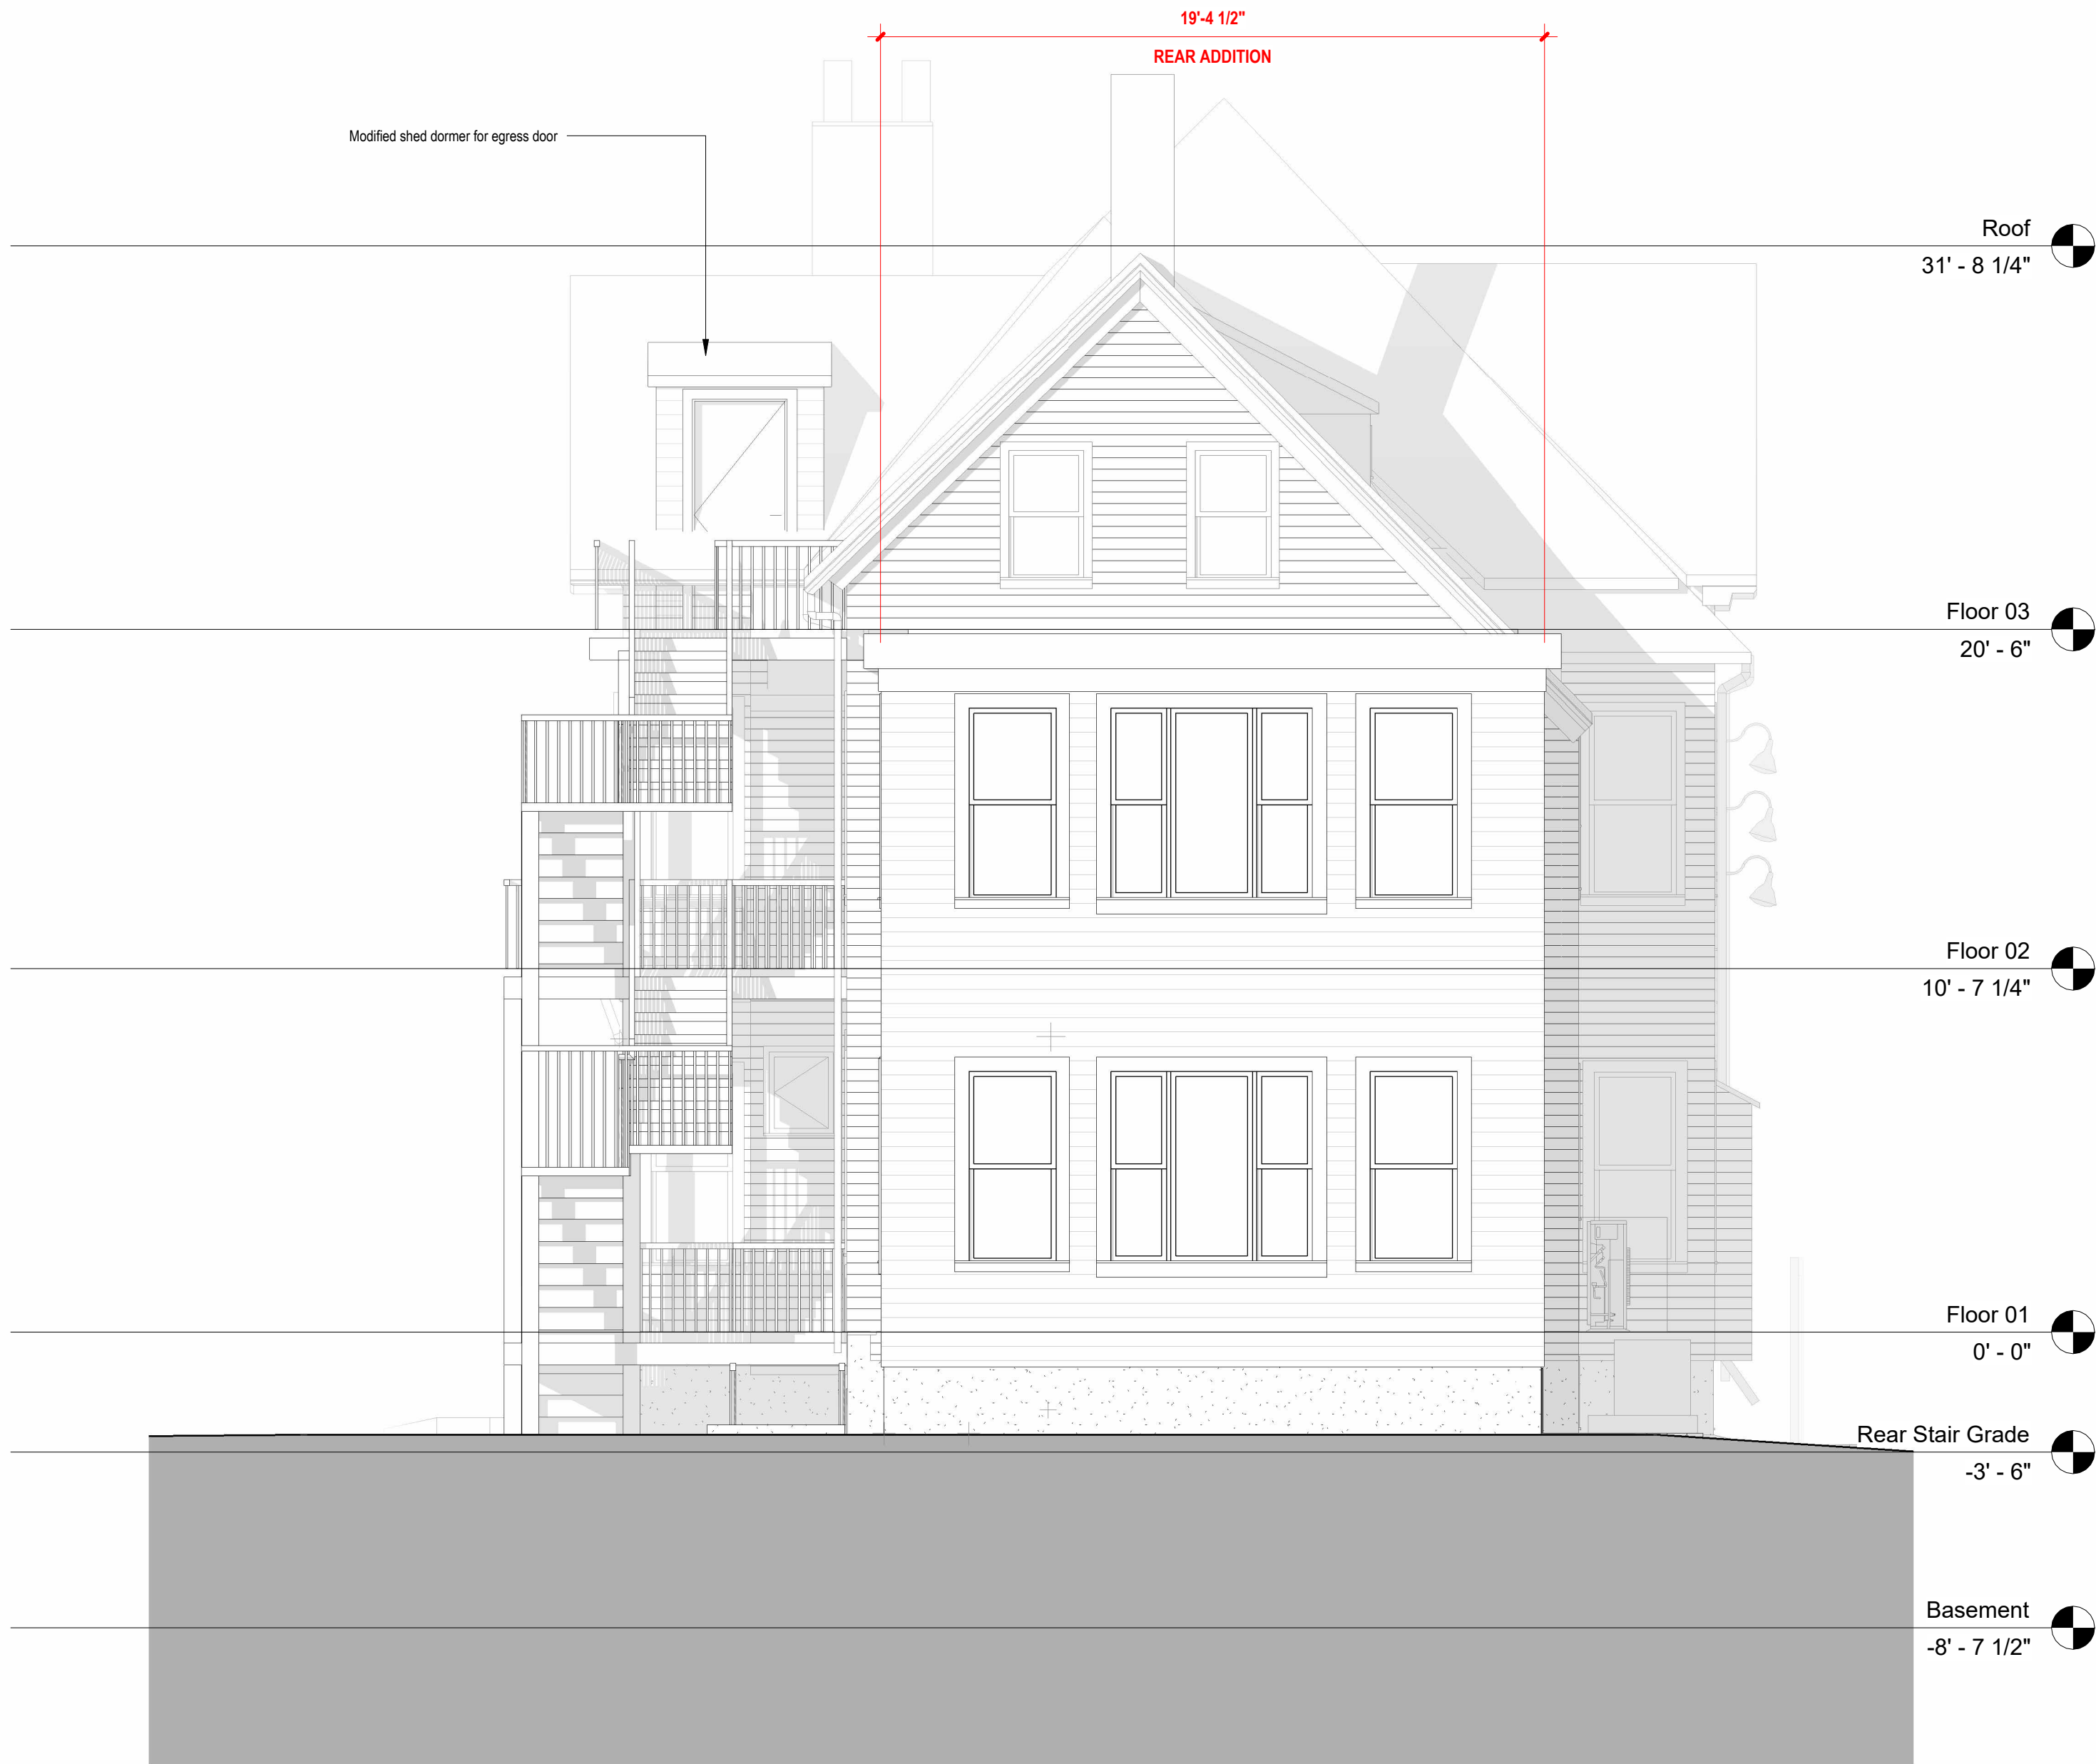 19'-4 1/2"
REAR ADDITION
Modified shed dormer for egress door
Roof
31' - 8 1/4"
Floor 03
20' - 6"
Floor 02
10' - 7 1/4"
Floor 01
0' - 0"
Rear Stair Grade
-3' - 6"
Basement
-8' - 7 1/2"